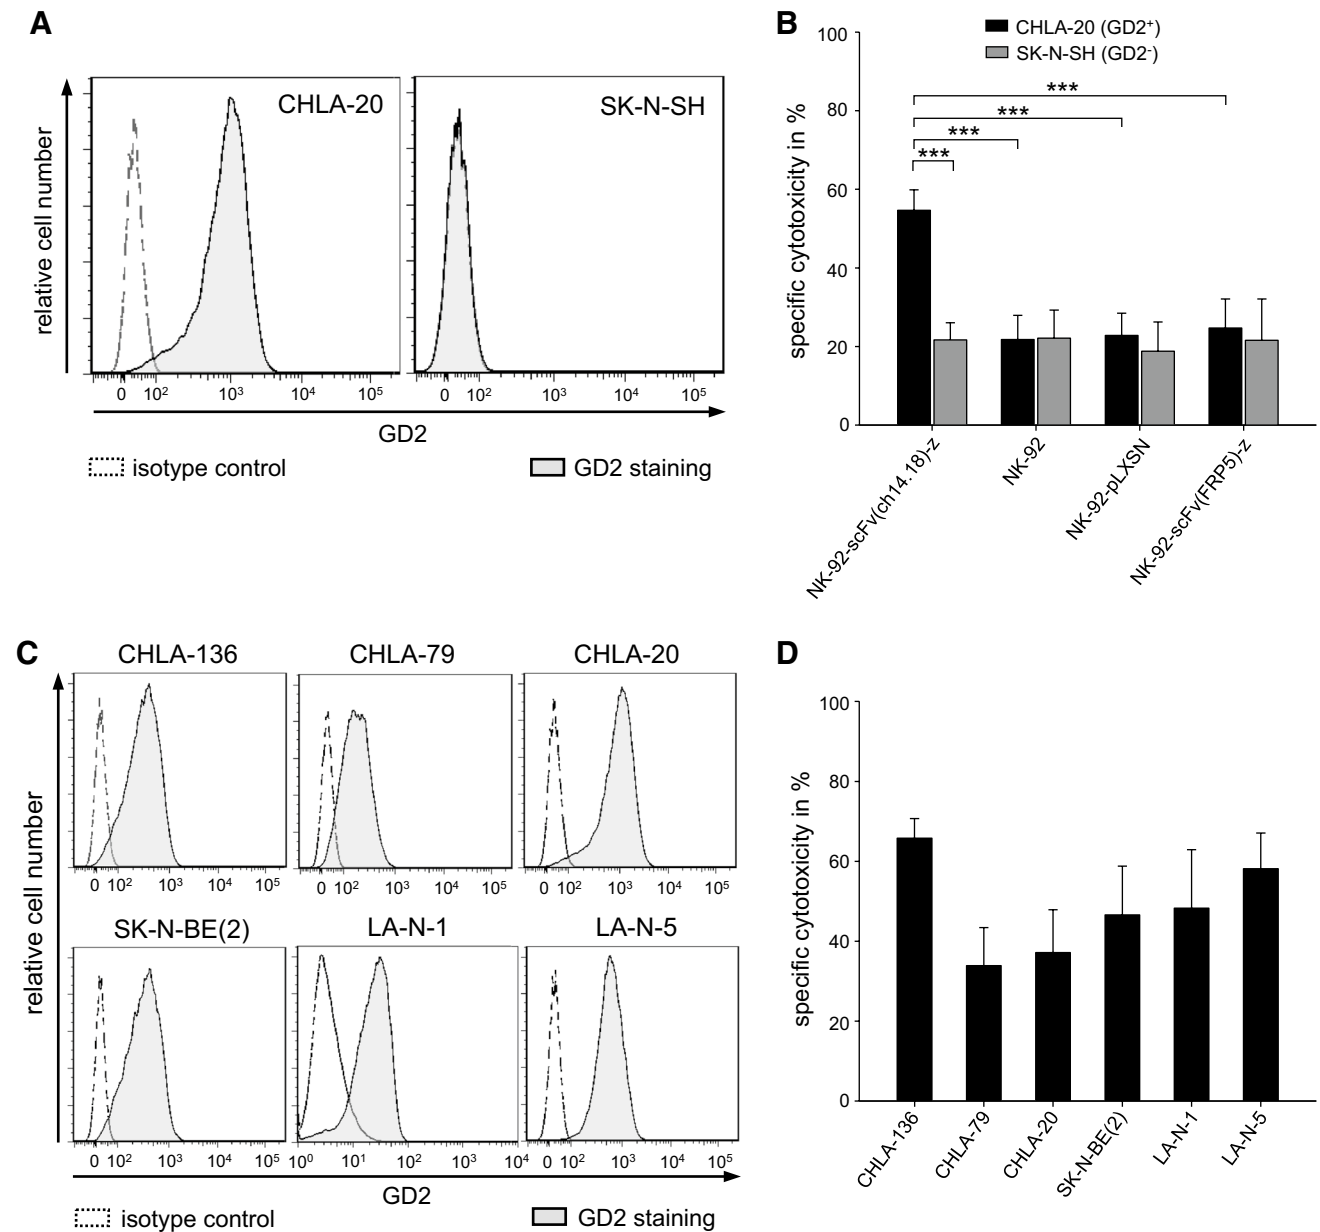 A
relative cell number
CHLA-20
SK-N-SH
0 10² 10³ 10⁴ 10⁵
0 10² 10³ 10⁴ 10⁵
GD2
isotype control
GD2 staining
B
CHLA-20 (GD2⁺)
SK-N-SH (GD2⁻)
specific cytotoxicity in %
100
80
60
40
20
0
***
***
***
***
NK-92-scFv(ch14.18)-z
NK-92
NK-92-pLXSN
NK-92-scFv(FRP5)-z
C
relative cell number
CHLA-136
CHLA-79
CHLA-20
0 10² 10³ 10⁴ 10⁵
0 10² 10³ 10⁴ 10⁵
0 10² 10³ 10⁴ 10⁵
SK-N-BE(2)
LA-N-1
LA-N-5
0 10² 10³ 10⁴ 10⁵
10⁰ 10¹ 10² 10³ 10⁴
0 10² 10³ 10⁴ 10⁵
GD2
isotype control
GD2 staining
D
specific cytotoxicity in %
100
80
60
40
20
0
CHLA-136
CHLA-79
CHLA-20
SK-N-BE(2)
LA-N-1
LA-N-5